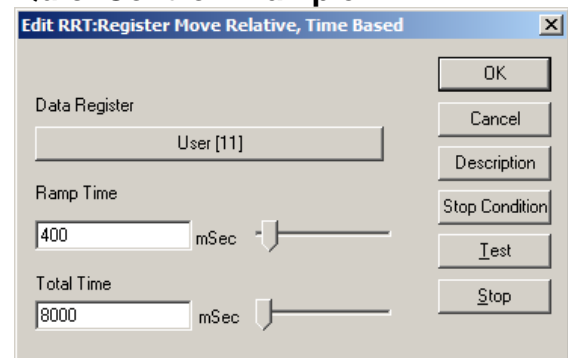 Edit RRT:Register Move Relative, Time Based
OK
Data Register
Cancel
User [11]
Description
Ramp Time
Stop Condition
400 mSec
Test
Total Time
Stop
8000 mSec